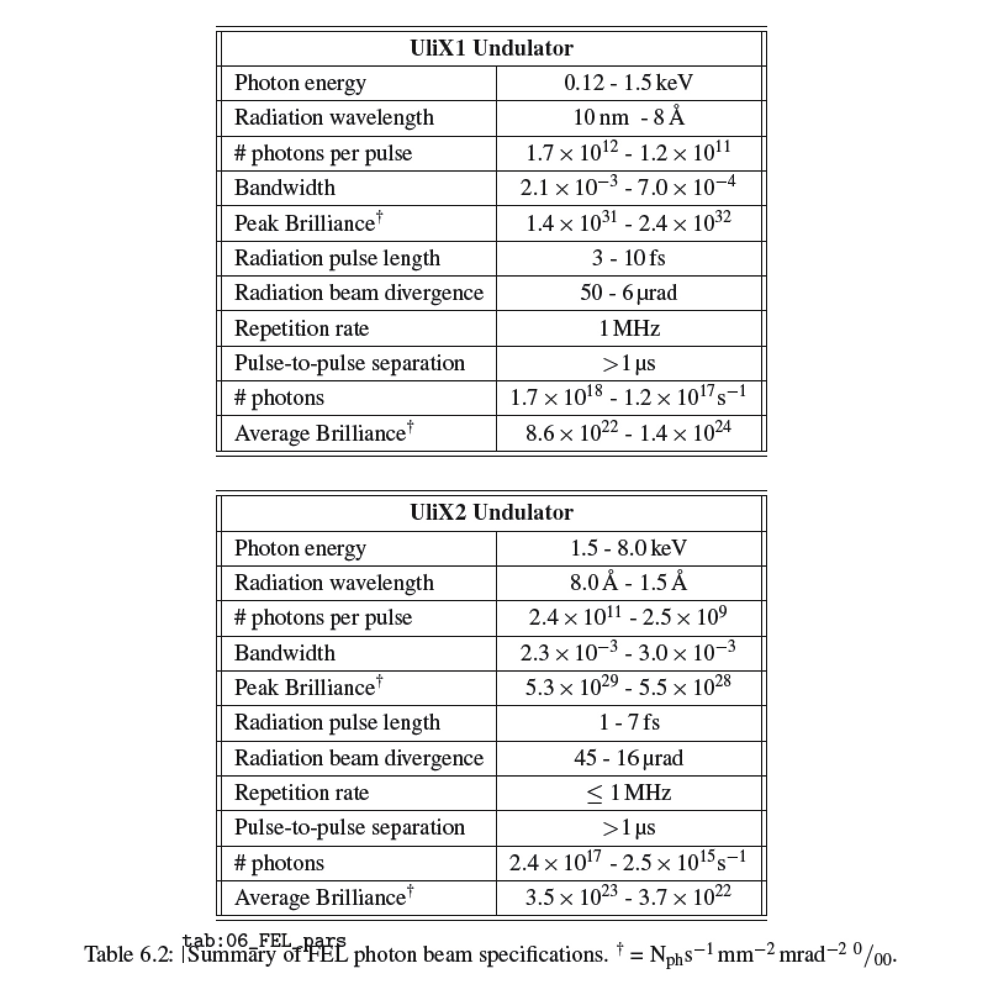 UliX1 Undulator
Photon energy 0.12 - 1.5 keV
Radiation wavelength 10 nm - 8 Å
# photons per pulse 1.7 × 10¹² - 1.2 × 10¹¹
Bandwidth 2.1 × 10⁻³ - 7.0 × 10⁻⁴
Peak Brilliance† 1.4 × 10³¹ - 2.4 × 10³²
Radiation pulse length 3 - 10 fs
Radiation beam divergence 50 - 6 µrad
Repetition rate 1 MHz
Pulse-to-pulse separation >1 µs
# photons 1.7 × 10¹⁸ - 1.2 × 10¹⁷s⁻¹
Average Brilliance† 8.6 × 10²² - 1.4 × 10²⁴
UliX2 Undulator
Photon energy 1.5 - 8.0 keV
Radiation wavelength 8.0 Å - 1.5 Å
# photons per pulse 2.4 × 10¹¹ - 2.5 × 10⁹
Bandwidth 2.3 × 10⁻³ - 3.0 × 10⁻³
Peak Brilliance† 5.3 × 10²⁹ - 5.5 × 10²⁸
Radiation pulse length 1 - 7 fs
Radiation beam divergence 45 - 16 µrad
Repetition rate ≤ 1 MHz
Pulse-to-pulse separation >1 µs
# photons 2.4 × 10¹⁷ - 2.5 × 10¹⁵s⁻¹
Average Brilliance† 3.5 × 10²³ - 3.7 × 10²²
tab:06_FEL_pars
Table 6.2: Summary of FEL photon beam specifications. † = Nₚₕs⁻¹ mm⁻² mrad⁻² ⁰/₀₀.